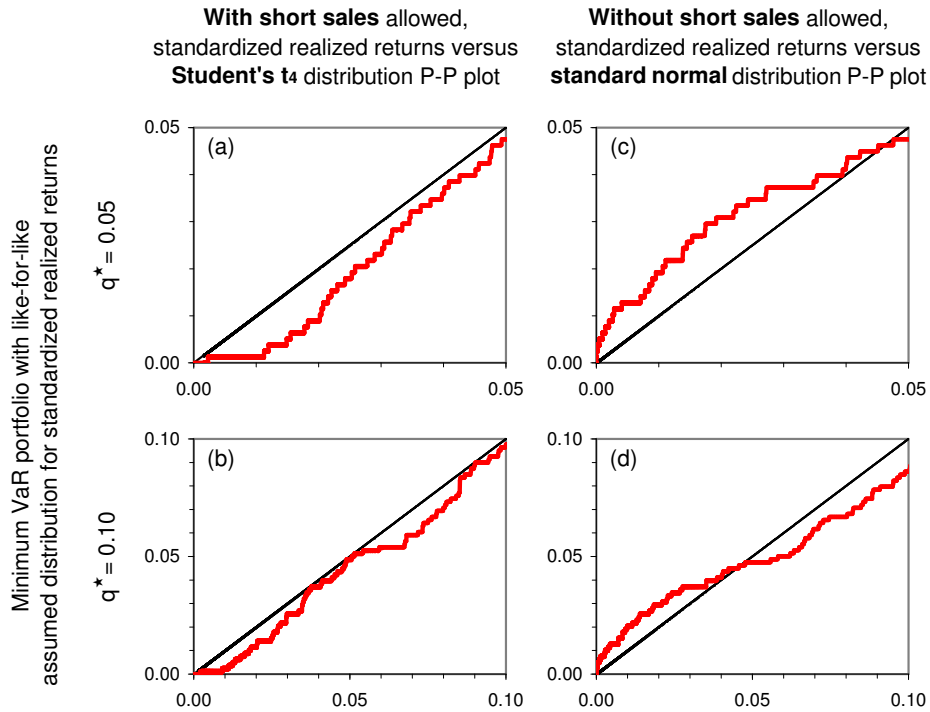 With short sales allowed,
standardized realized returns versus
Student's t4 distribution P-P plot
Without short sales allowed,
standardized realized returns versus
standard normal distribution P-P plot
Minimum VaR portfolio with like-for-like
assumed distribution for standardized realized returns
q★= 0.05
0.05
(a)
0.00
0.00
0.05
0.05
(c)
0.00
0.00
0.05
q★= 0.10
0.10
(b)
0.05
0.00
0.00
0.05
0.10
0.10
(d)
0.05
0.00
0.00
0.05
0.10